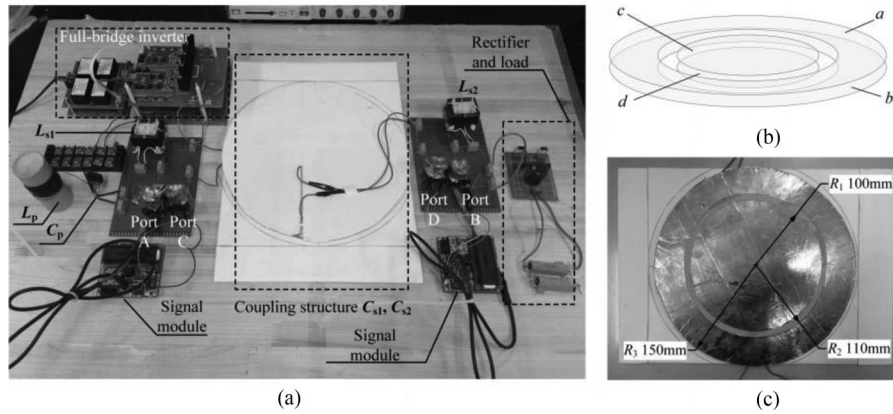 Full-bridge inverter
Rectifier
and load
Ls1
Ls2
Lp
Cp
Port
A
Port
C
Port
D
Port
B
Signal
module
Coupling structure Cs1, Cs2
Signal
module
(a)
c
a
d
b
(b)
R1 100mm
R3 150mm
R2 110mm
(c)